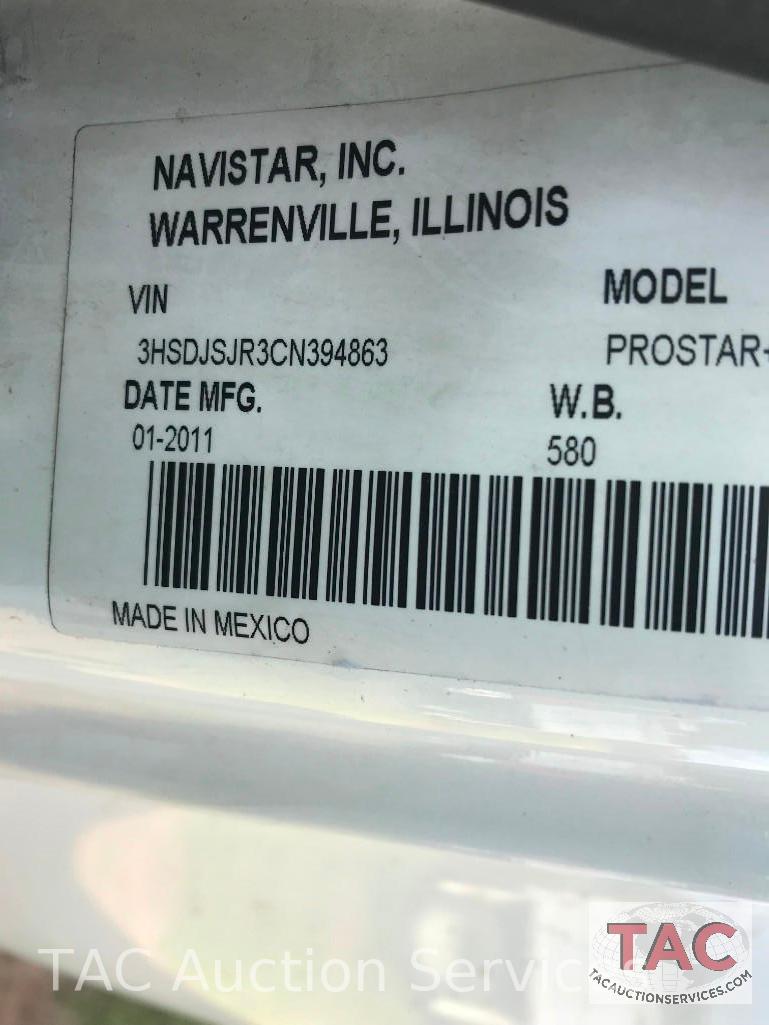 NAVISTAR, INC.
WARRENVILLE, ILLINOIS
VIN
MODEL
3HSDJSJR3CN394863
PROSTAR+
DATE MFG.
W.B.
01-2011
580
MADE IN MEXICO
TAC Auction Services
TAC
TACAUCTIONSERVICES.COM